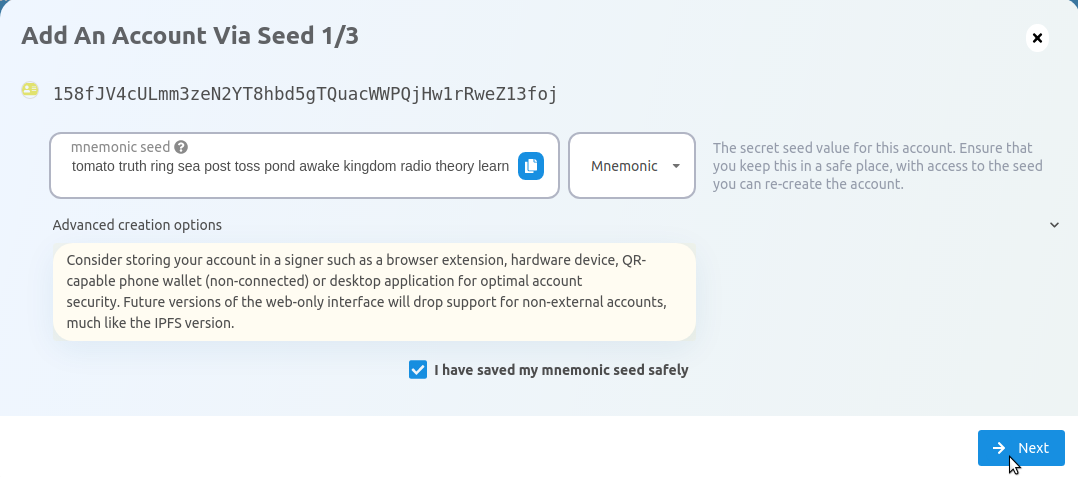 Add An Account Via Seed 1/3
158fJV4cULmm3zeN2YT8hbd5gTQuacWWPQjHw1rRweZ13foj
mnemonic seed
tomato truth ring sea post toss pond awake kingdom radio theory learn
Mnemonic
The secret seed value for this account. Ensure that
you keep this in a safe place, with access to the seed
you can re-create the account.
Advanced creation options
Consider storing your account in a signer such as a browser extension, hardware device, QR-
capable phone wallet (non-connected) or desktop application for optimal account
security. Future versions of the web-only interface will drop support for non-external accounts,
much like the IPFS version.
I have saved my mnemonic seed safely
Next